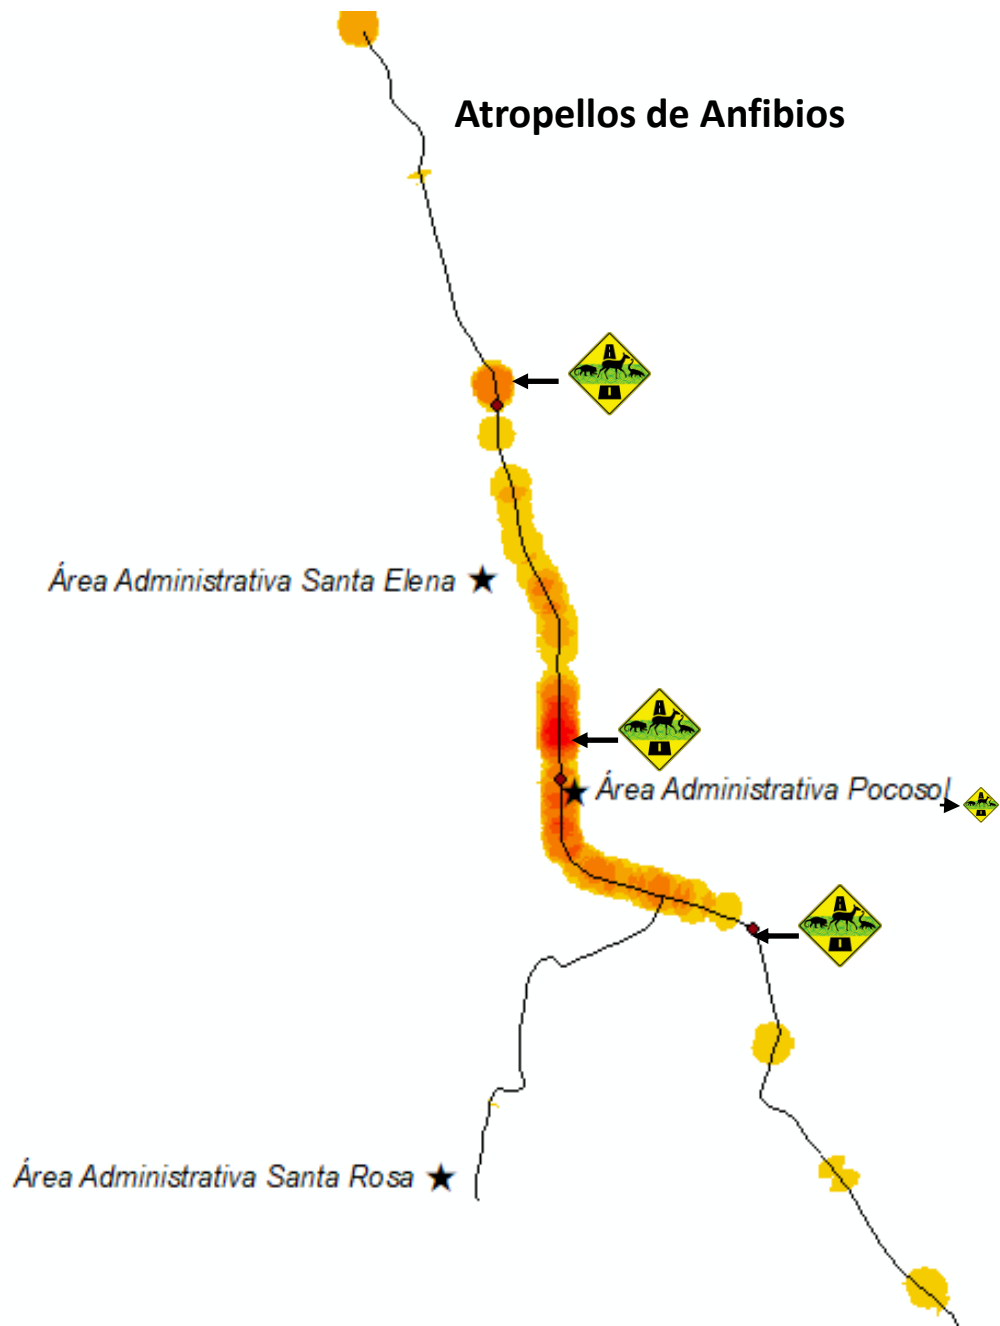 Atropellos de Anfibios
Área Administrativa Santa Elena
Área Administrativa Pocosol
Área Administrativa Santa Rosa